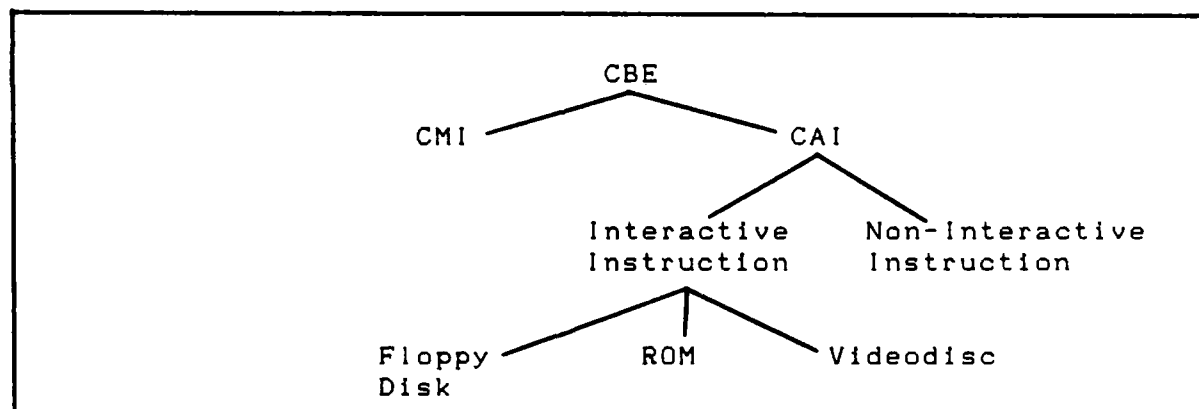 CBE
CMI CAI
Interactive Non-Interactive
Instruction Instruction
Floppy ROM Videodisc
Disk